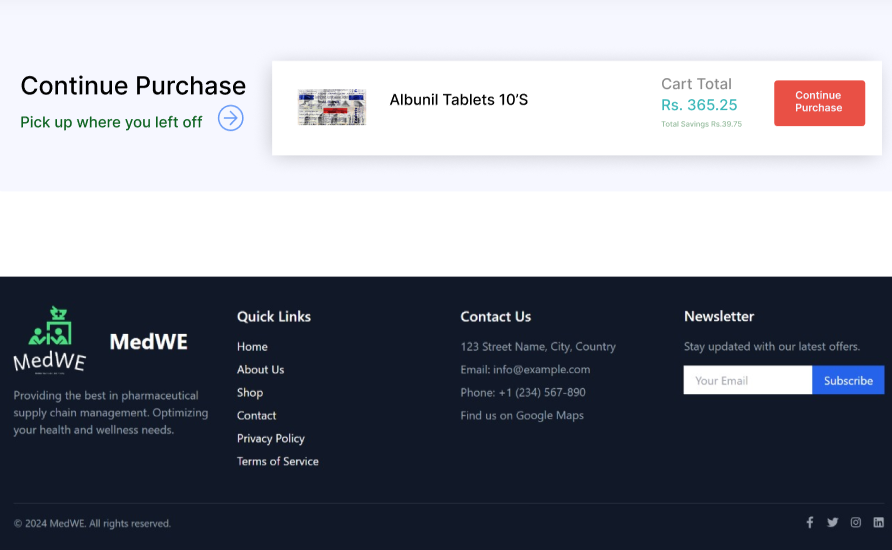 Continue Purchase
Pick up where you left off
Albunil Tablets 10'S
Cart Total
Rs. 365.25
Total Savings Rs.39.75
Continue
Purchase
MedWE
MedWE
Providing the best in pharmaceutical
supply chain management. Optimizing
your health and wellness needs.
Quick Links
Home
About Us
Shop
Contact
Privacy Policy
Terms of Service
Contact Us
123 Street Name, City, Country
Email: info@example.com
Phone: +1 (234) 567-890
Find us on Google Maps
Newsletter
Stay updated with our latest offers.
Your Email
Subscribe
© 2024 MedWE. All rights reserved.